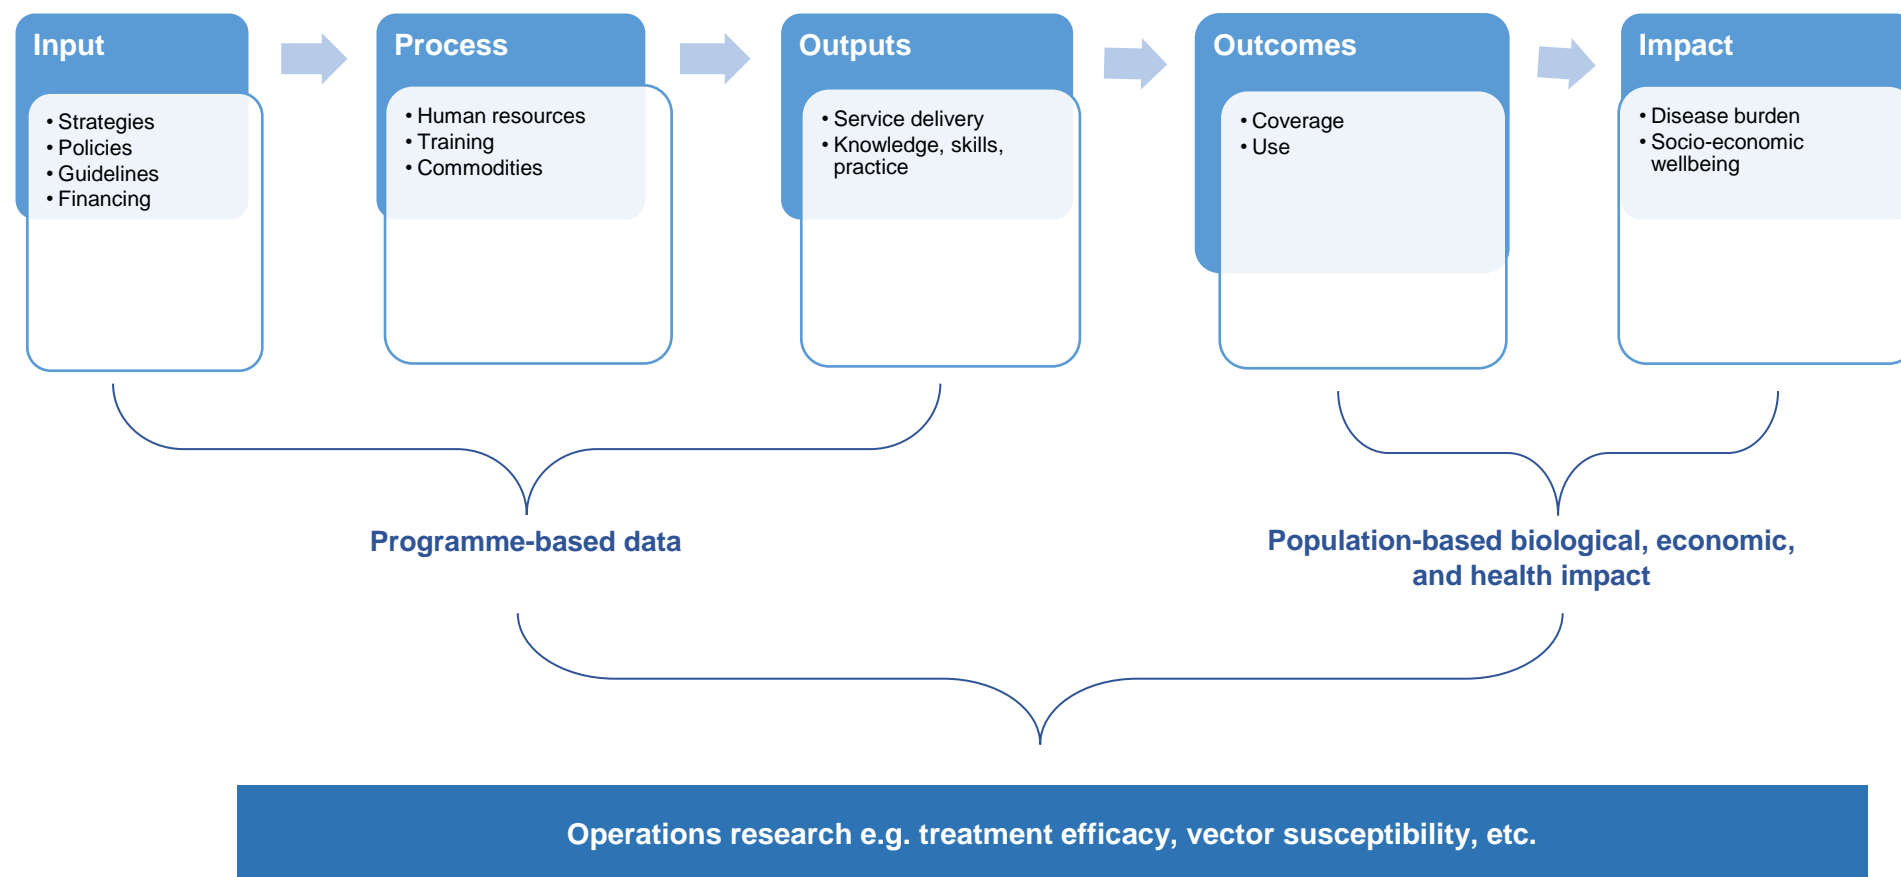 Input
• Strategies
• Policies
• Guidelines
• Financing
Process
• Human resources
• Training
• Commodities
Outputs
• Service delivery
• Knowledge, skills,
practice
Outcomes
• Coverage
• Use
Impact
• Disease burden
• Socio-economic
wellbeing
Programme-based data
Population-based biological, economic,
and health impact
Operations research e.g. treatment efficacy, vector susceptibility, etc.